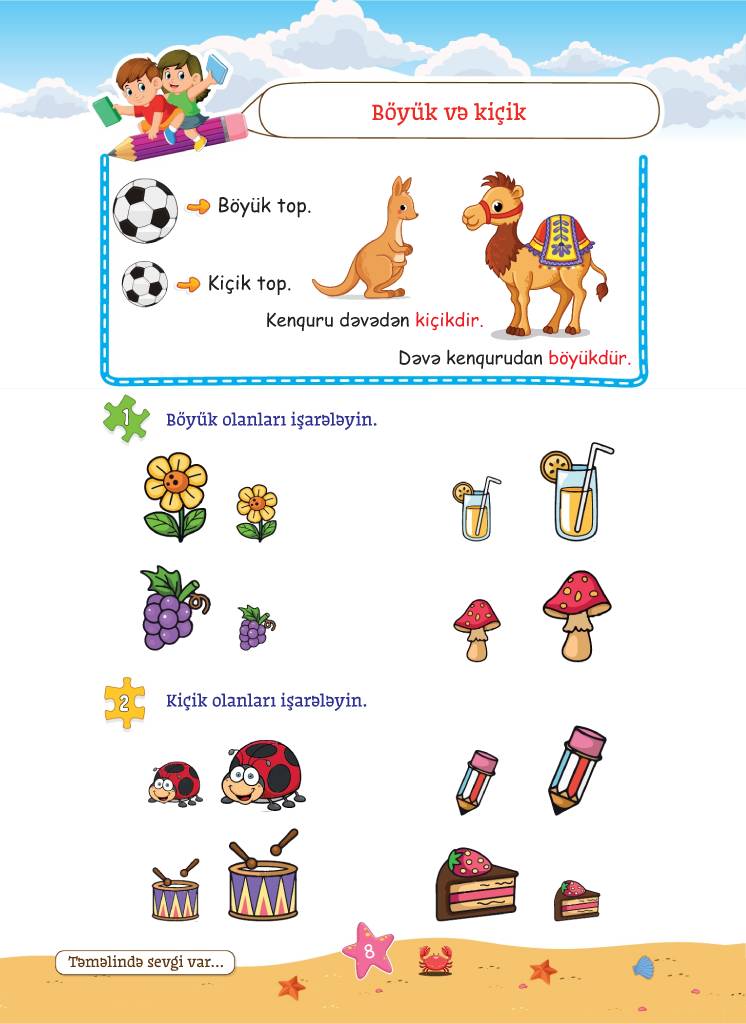 Böyük və kiçik
Böyük top.
Kiçik top.
Kenquru dəvədən kiçikdir.
Dəvə kenqurudan böyükdür.
1
Böyük olanları işarələyin.
2
Kiçik olanları işarələyin.
8
Təməlində sevgi var...